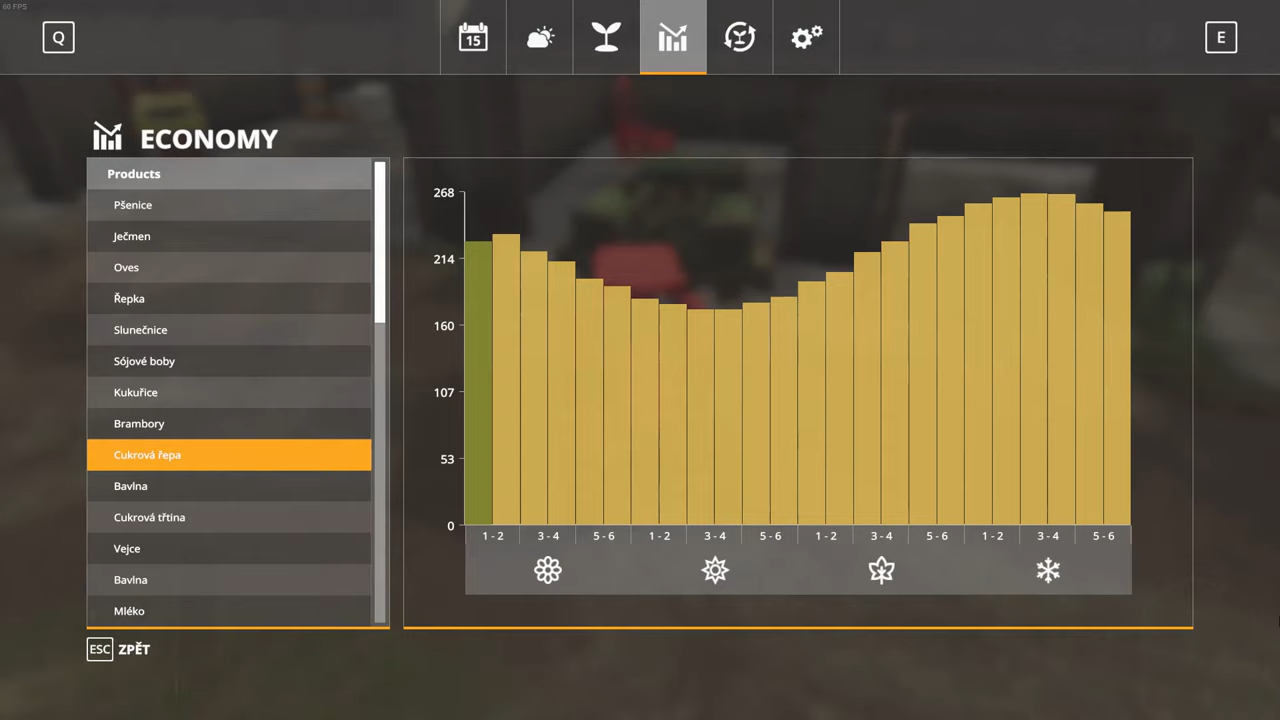 60 FPS
Q
15
E
ECONOMY
Products
Pšenice
Ječmen
Oves
Řepka
Slunečnice
Sójové boby
Kukuřice
Brambory
Cukrová řepa
Bavlna
Cukrová třtina
Vejce
Bavlna
Mléko
268
214
160
107
53
0
1 - 2 3 - 4 5 - 6 1 - 2 3 - 4 5 - 6 1 - 2 3 - 4 5 - 6 1 - 2 3 - 4 5 - 6
ESC ZPĚT